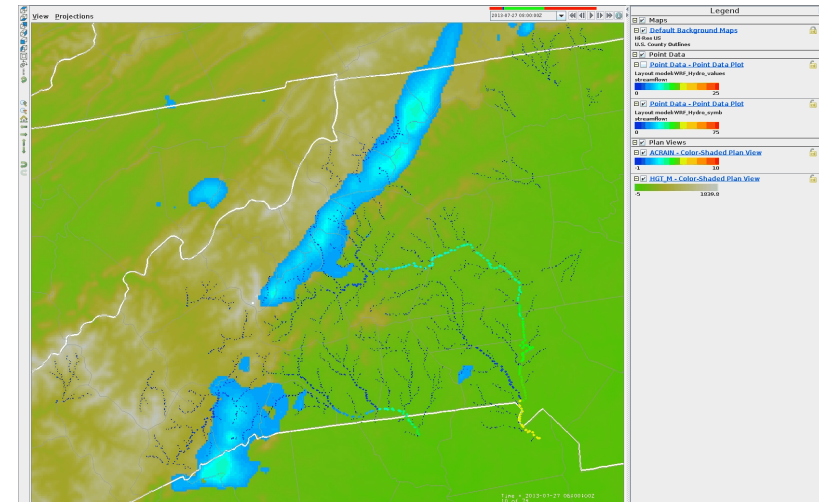 View Projections
2013-07-27 08:00:00Z
Legend
Maps
Default Background Maps
Hi-Res US
U.S. County Outlines
Point Data
Point Data - Point Data Plot
Layout model:WRF_Hydro_values
streamflow:
0 25
Point Data - Point Data Plot
Layout model:WRF_Hydro_symb
streamflow:
0 75
Plan Views
ACRAIN - Color-Shaded Plan View
-1 10
HGT_M - Color-Shaded Plan View
-5 1039.0
Time = 2013-07-27 08:00:00Z